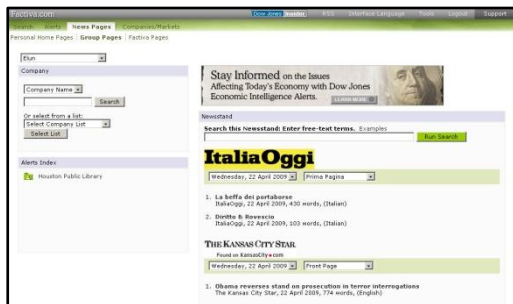 Factiva.com
Dow Jones Insider RSS Interface Language Tools Logout Support
Search Alerts News Pages Companies/Markets
Personal Home Pages Group Pages Factiva Pages
Elun
Company
Company Name
Search
Or select from a list:
Select Company List
Select List
Alerts Index
Houston Public Library
Stay Informed on the Issues
Affecting Today's Economy with Dow Jones
Economic Intelligence Alerts.
LEARN MORE
Newsstand
Search this Newsstand: Enter free-text terms. Examples
Run Search
ItaliaOggi
Wednesday, 22 April 2009 Prima Pagina
1. La beffa dei portaborse
ItaliaOggi, 22 April 2009, 430 words, (Italian)
2. Diritto & Rovescio
ItaliaOggi, 22 April 2009, 103 words, (Italian)
THE KANSAS CITY STAR
Found on KansasCity.com
Wednesday, 22 April 2009 Front Page
1. Obama reverses stand on prosecution in terror interrogations
The Kansas City Star, 22 April 2009, 774 words, (English)